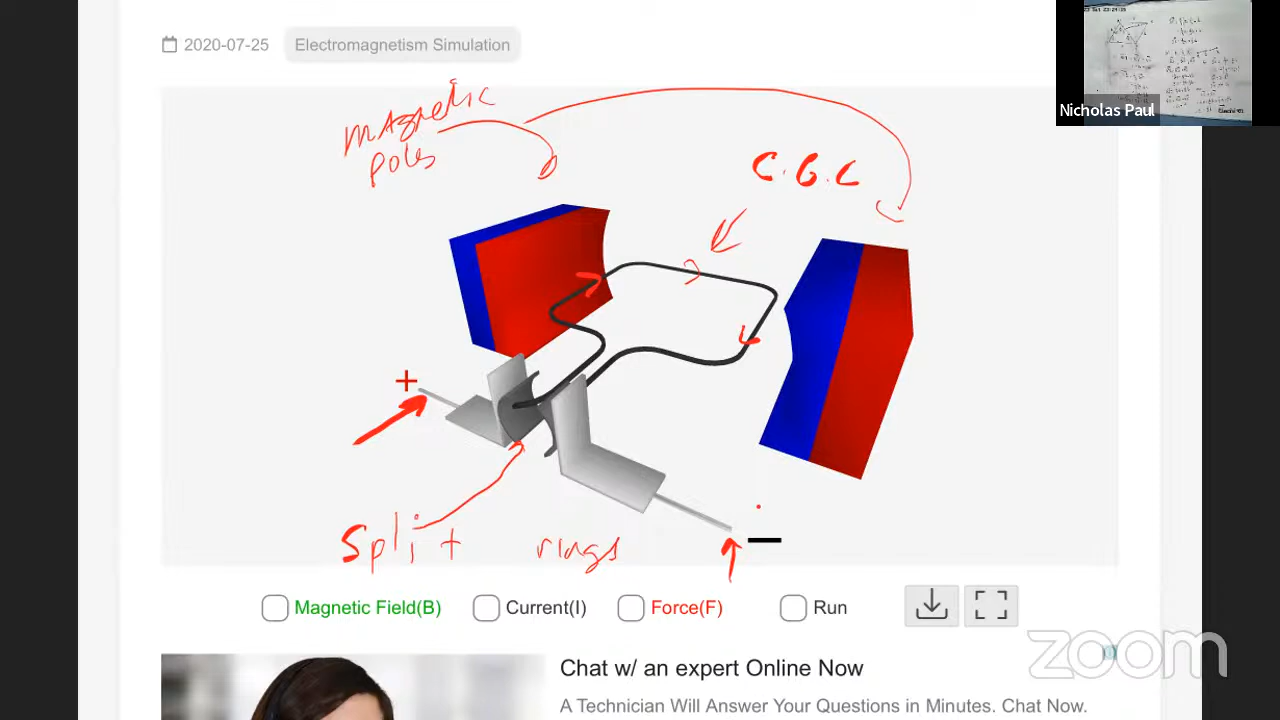 2020-07-25
Electromagnetism Simulation
Nicholas Paul
magnetic
poles
C.G.C
+
Split rings
Magnetic Field(B)
Current(I)
Force(F)
Run
zoom
Chat w/ an expert Online Now
A Technician Will Answer Your Questions in Minutes. Chat Now.